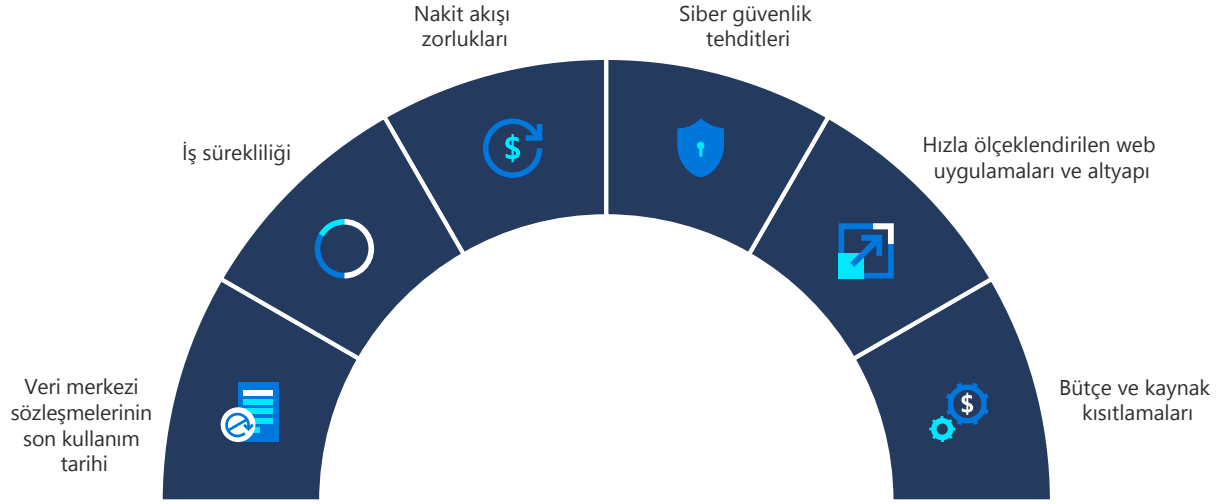 Nakit akışı
zorlukları
Siber güvenlik
tehditleri
İş sürekliliği
Hızla ölçeklendirilen web
uygulamaları ve altyapı
$
Veri merkezi
sözleşmelerinin
son kullanım
tarihi
Bütçe ve kaynak
kısıtlamaları
$